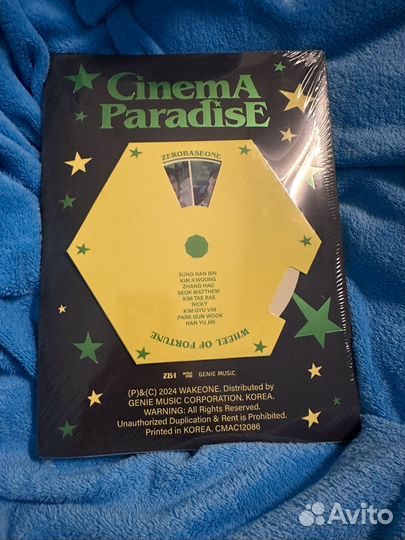 CinemA
ParadisE
ZEROBASEONE
SUNG HAN BIN
KIM JI WOONG
ZHANG HAO
SEOK MATTHEW
KIM TAE RAE
RICKY
KIM GYU VIN
PARK GUN WOOK
HAN YU JIN
WHEEL OF FORTUNE
ZB1 GENIE MUSIC
(P)&(C) 2024 WAKEONE. Distributed by
GENIE MUSIC CORPORATION. KOREA.
WARNING: All Rights Reserved.
Unauthorized Duplication & Rent is Prohibited.
Printed in KOREA. CMAC12086
Avito